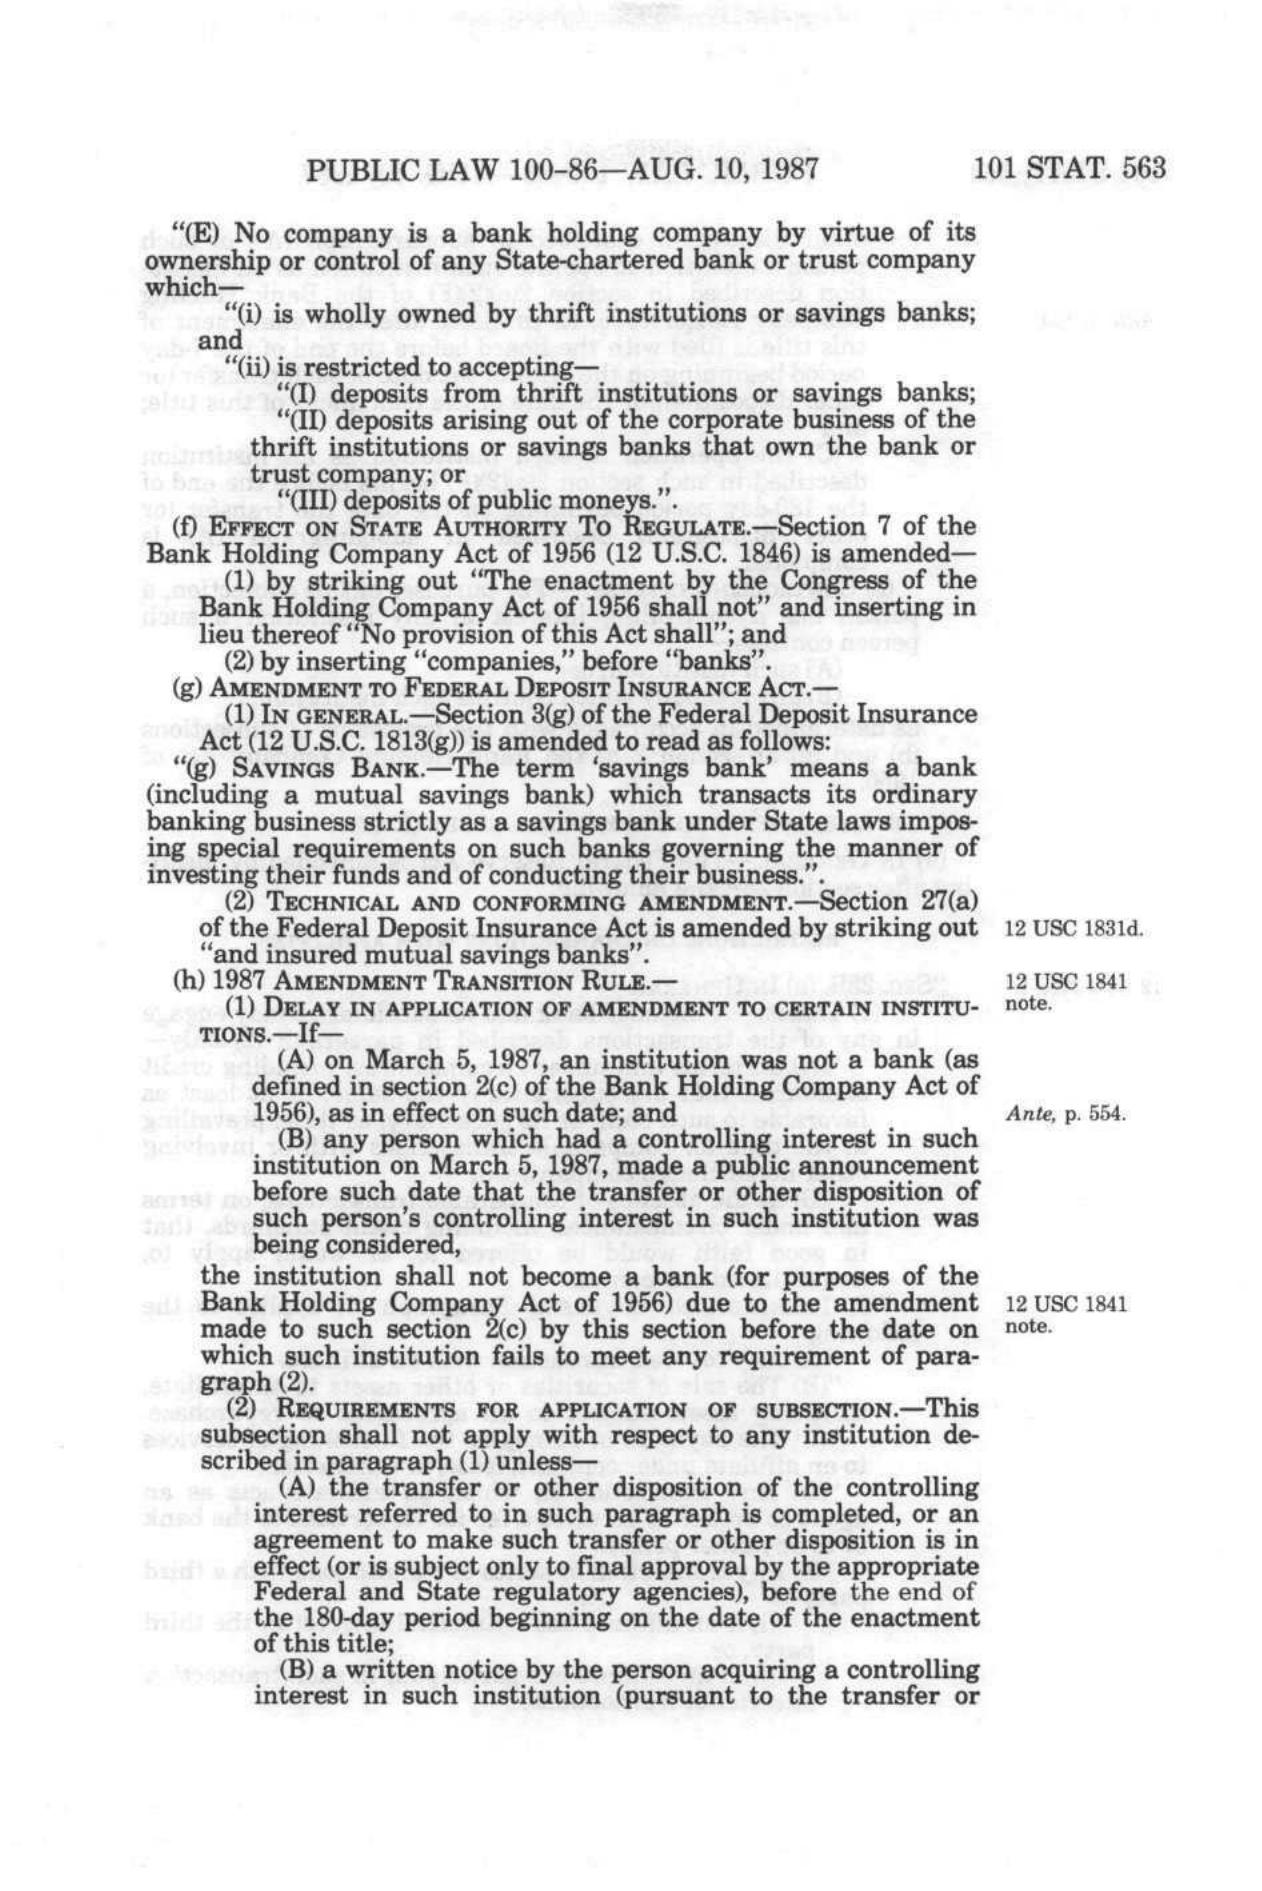 PUBLIC LAW 100-86—AUG. 10, 1987 101 STAT. 563
“(E) No company is a bank holding company by virtue of its
ownership or control of any State-chartered bank or trust company
which—
“(i) is wholly owned by thrift institutions or savings banks;
and
“(ii) is restricted to accepting—
“(I) deposits from thrift institutions or savings banks;
“(II) deposits arising out of the corporate business of the
thrift institutions or savings banks that own the bank or
trust company; or
“(III) deposits of public moneys.”
(f) EFFECT ON STATE AUTHORITY TO REGULATE.—Section 7 of the
Bank Holding Company Act of 1956 (12 U.S.C. 1846) is amended—
(1) by striking out “The enactment by the Congress of the
Bank Holding Company Act of 1956 shall not” and inserting in
lieu thereof “No provision of this Act shall”; and
(2) by inserting “companies,” before “banks”.
(g) AMENDMENT TO FEDERAL DEPOSIT INSURANCE ACT.—
(1) IN GENERAL.—Section 3(g) of the Federal Deposit Insurance
Act (12 U.S.C. 1813(g)) is amended to read as follows:
“(g) SAVINGS BANK.—The term ‘savings bank’ means a bank
(including a mutual savings bank) which transacts its ordinary
banking business strictly as a savings bank under State laws impos-
ing special requirements on such banks governing the manner of
investing their funds and of conducting their business.”.
(2) TECHNICAL AND CONFORMING AMENDMENT.—Section 27(a)
of the Federal Deposit Insurance Act is amended by striking out 12 USC 1831d.
“and insured mutual savings banks”.
(h) 1987 AMENDMENT TRANSITION RULE.— 12 USC 1841
(1) DELAY IN APPLICATION OF AMENDMENT TO CERTAIN INSTITU- note.
TIONS.—If—
(A) on March 5, 1987, an institution was not a bank (as
defined in section 2(c) of the Bank Holding Company Act of
1956), as in effect on such date; and Ante, p. 554.
(B) any person which had a controlling interest in such
institution on March 5, 1987, made a public announcement
before such date that the transfer or other disposition of
such person's controlling interest in such institution was
being considered,
the institution shall not become a bank (for purposes of the
Bank Holding Company Act of 1956) due to the amendment 12 USC 1841
made to such section 2(c) by this section before the date on note.
which such institution fails to meet any requirement of para-
graph (2).
(2) REQUIREMENTS FOR APPLICATION OF SUBSECTION.—This
subsection shall not apply with respect to any institution de-
scribed in paragraph (1) unless—
(A) the transfer or other disposition of the controlling
interest referred to in such paragraph is completed, or an
agreement to make such transfer or other disposition is in
effect (or is subject only to final approval by the appropriate
Federal and State regulatory agencies), before the end of
the 180-day period beginning on the date of the enactment
of this title;
(B) a written notice by the person acquiring a controlling
interest in such institution (pursuant to the transfer or